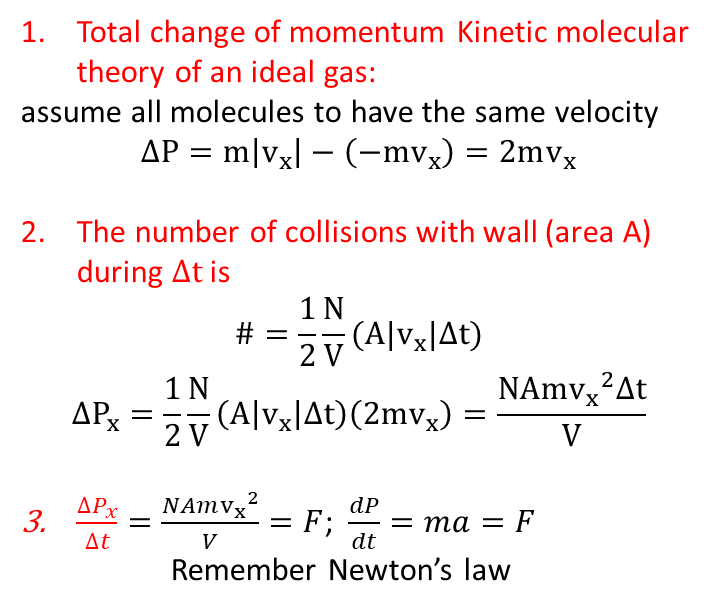 1. Total change of momentum Kinetic molecular
theory of an ideal gas:
assume all molecules to have the same velocity
ΔP = m|vₓ| − (−mvₓ) = 2mvₓ
2. The number of collisions with wall (area A)
during Δt is
# = 1/2 N/V (A|vₓ|Δt)
ΔPₓ = 1/2 N/V (A|vₓ|Δt)(2mvₓ) = NAmvₓ²Δt/V
3. ΔPₓ/Δt = NAmvₓ²/V = F; dP/dt = ma = F
Remember Newton’s law